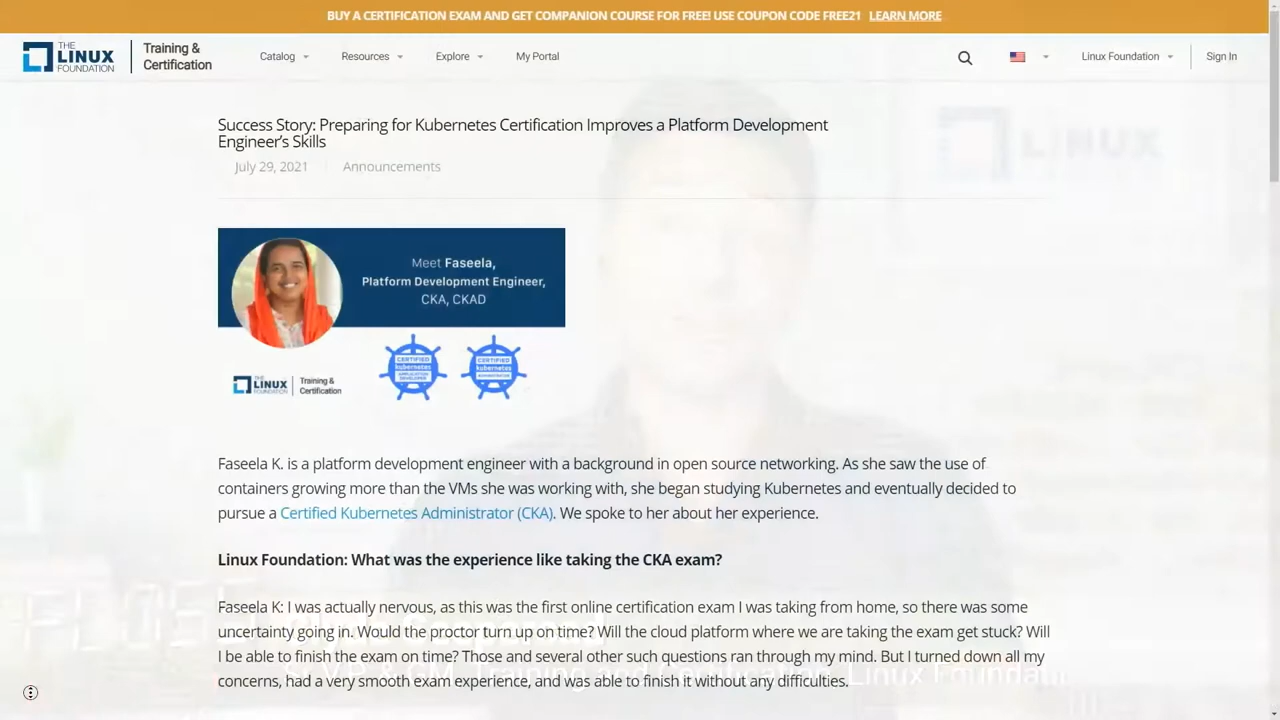 BUY A CERTIFICATION EXAM AND GET COMPANION COURSE FOR FREE! USE COUPON CODE FREE21 LEARN MORE
THE LINUX FOUNDATION
Training & Certification
Catalog
Resources
Explore
My Portal
Linux Foundation
Sign In
LINUX
Success Story: Preparing for Kubernetes Certification Improves a Platform Development
Engineer's Skills
July 29, 2021
Announcements
Meet Faseela,
Platform Development Engineer,
CKA, CKAD
THE LINUX FOUNDATION
Training & Certification
CERTIFIED kubernetes APPLICATION DEVELOPER
CERTIFIED kubernetes ADMINISTRATOR
Faseela K. is a platform development engineer with a background in open source networking. As she saw the use of
containers growing more than the VMs she was working with, she began studying Kubernetes and eventually decided to
pursue a Certified Kubernetes Administrator (CKA). We spoke to her about her experience.
Linux Foundation: What was the experience like taking the CKA exam?
Faseela K: I was actually nervous, as this was the first online certification exam I was taking from home, so there was some
uncertainty going in. Would the proctor turn up on time? Will the cloud platform where we are taking the exam get stuck? Will
I be able to finish the exam on time? Those and several other such questions ran through my mind. But I turned down all my
concerns, had a very smooth exam experience, and was able to finish it without any difficulties.